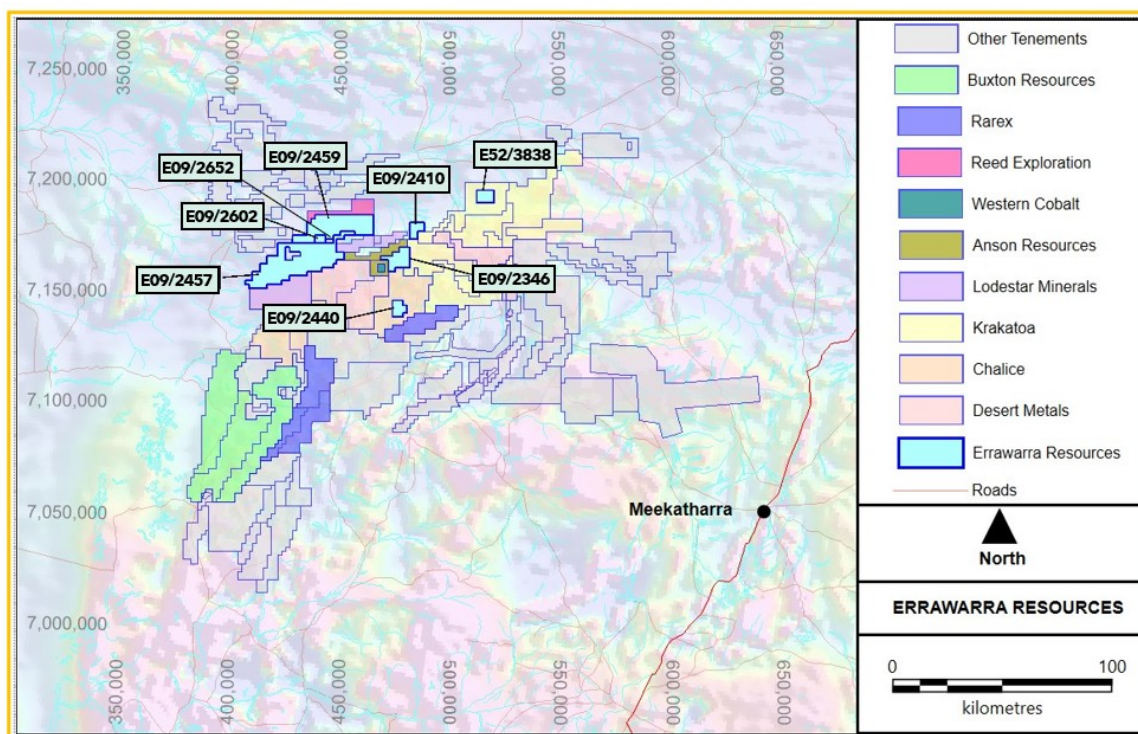 350,000
400,000
450,000
500,000
550,000
600,000
650,000
7,250,000
7,200,000
7,150,000
7,100,000
7,050,000
7,000,000
E09/2459
E52/3838
E09/2652
E09/2410
E09/2602
E09/2457
E09/2346
E09/2440
Meekatharra
350,000
400,000
450,000
500,000
550,000
600,000
650,000
Other Tenements
Buxton Resources
Rarex
Reed Exploration
Western Cobalt
Anson Resources
Lodestar Minerals
Krakatoa
Chalice
Desert Metals
Errawarra Resources
Roads
North
ERRAWARRA RESOURCES
0 100
kilometres